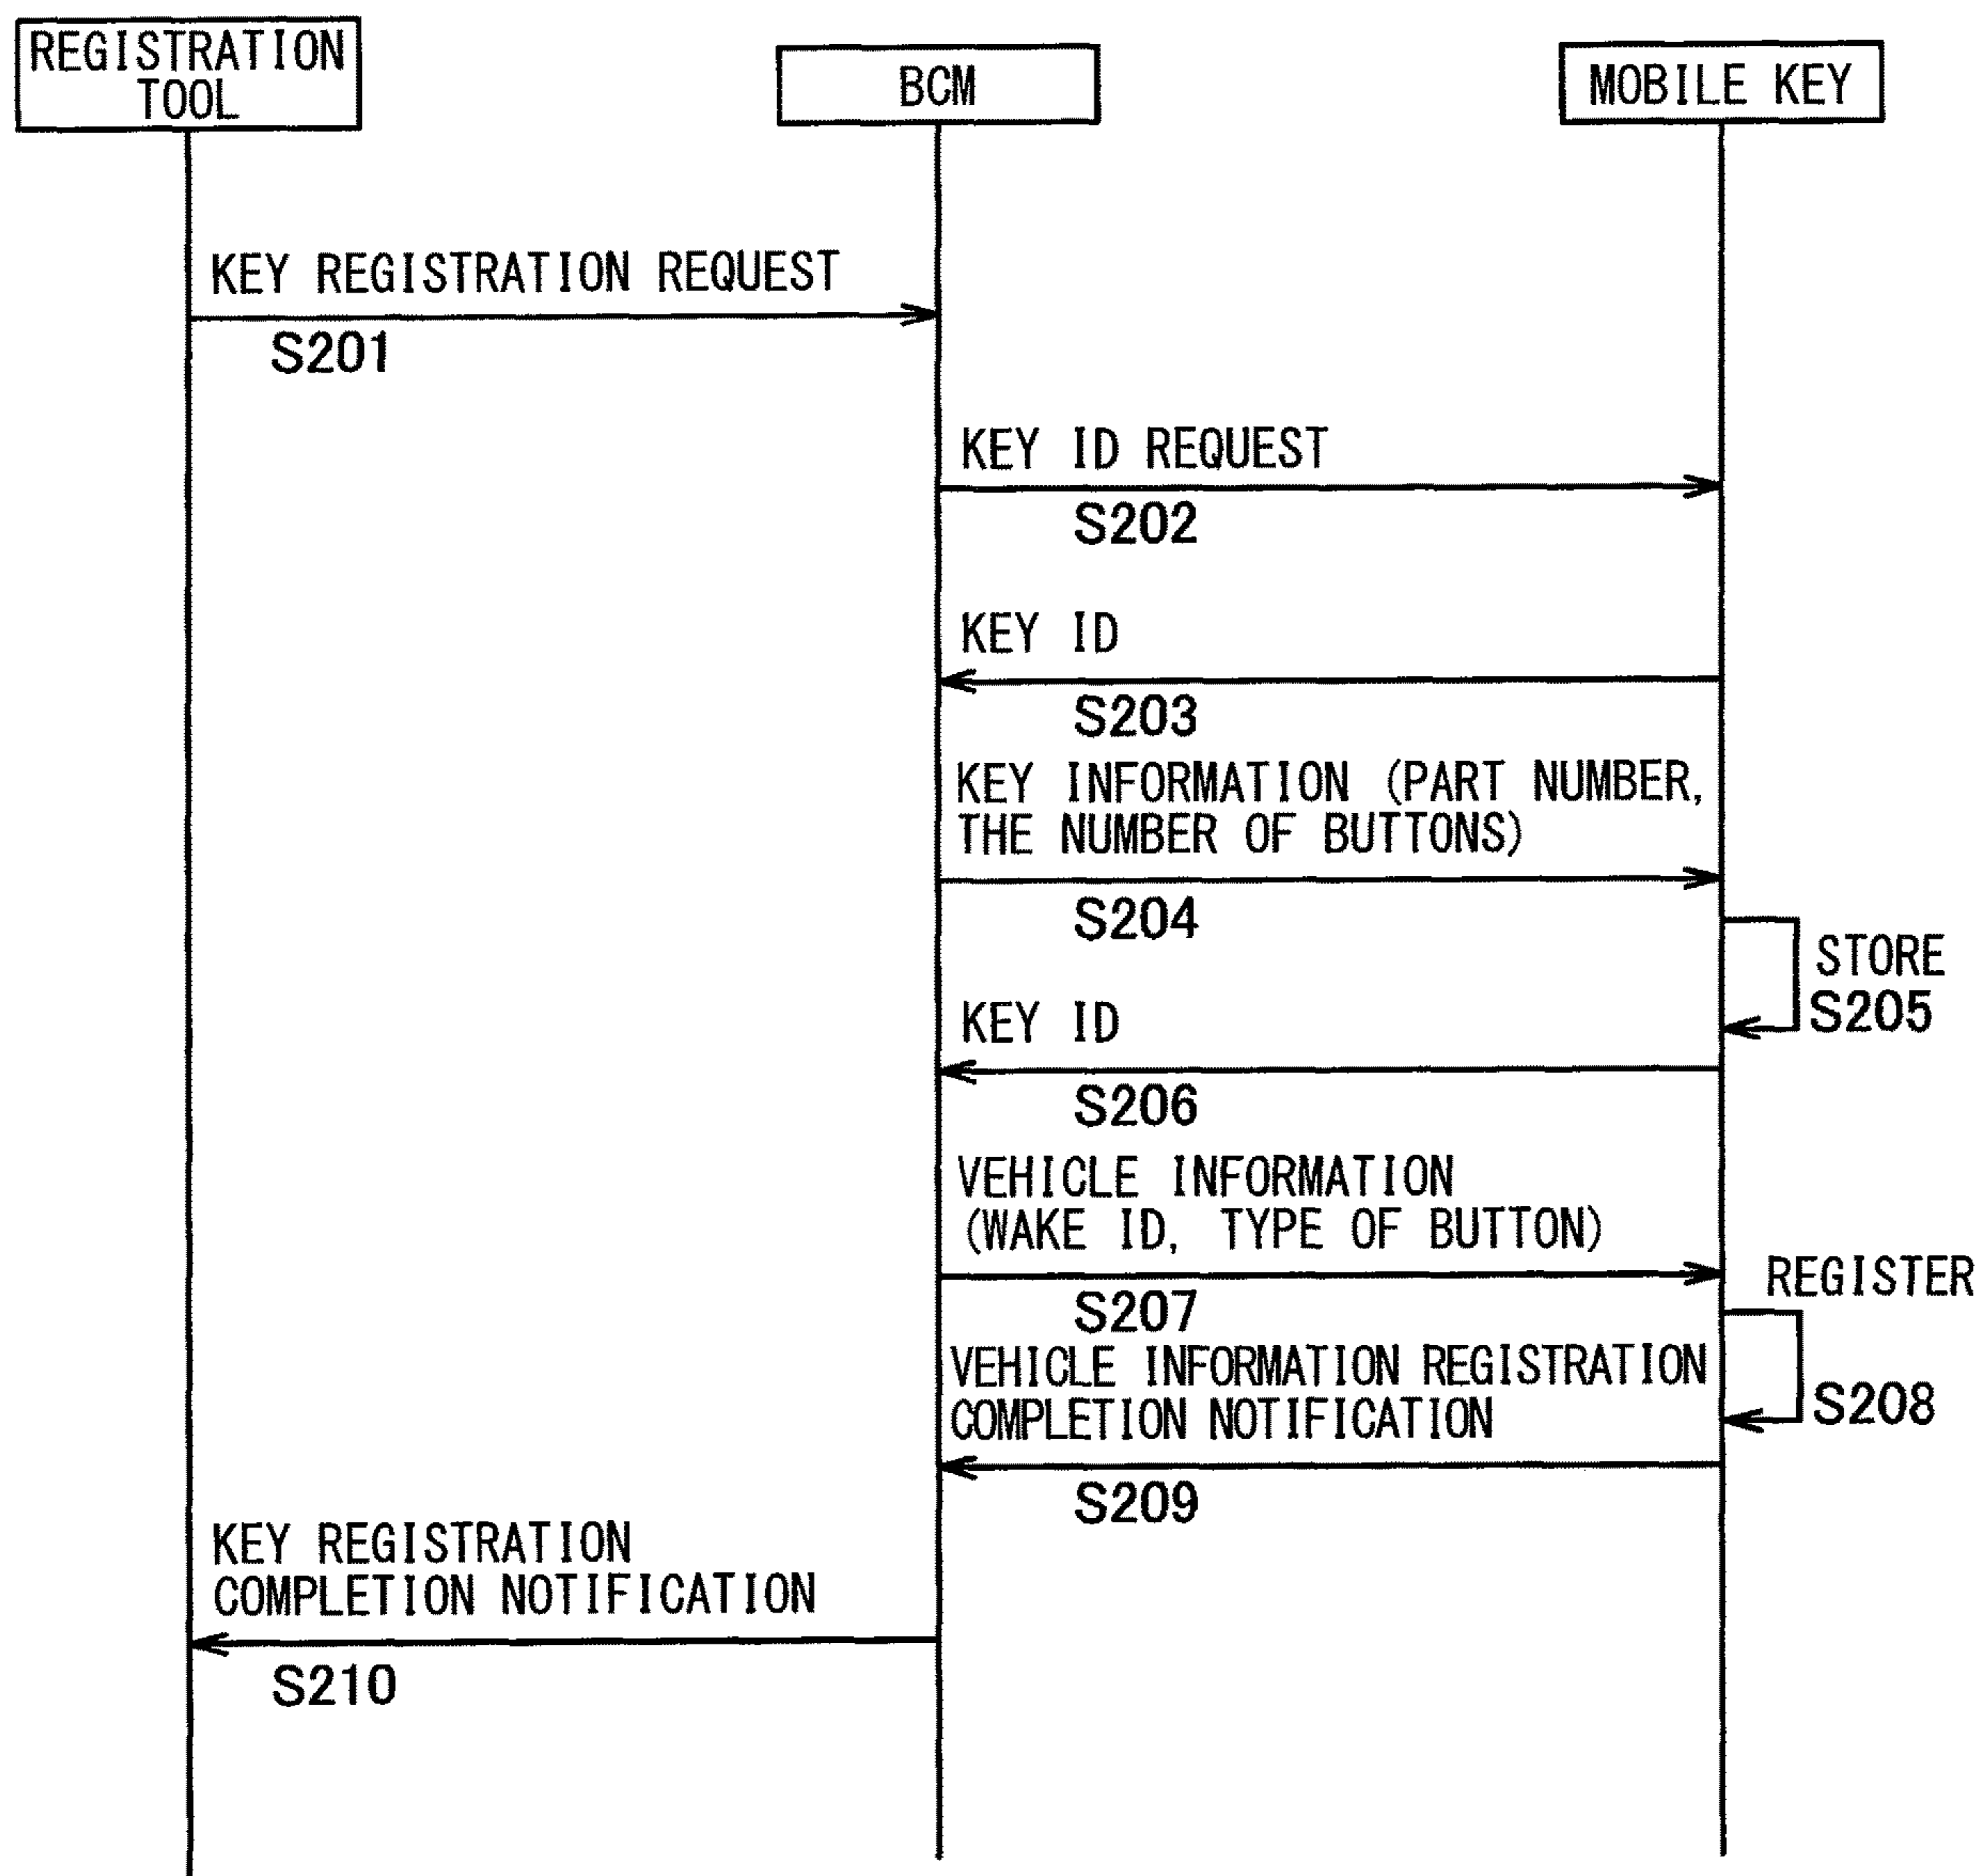 REGISTRATION
TOOL
BCM
MOBILE KEY
KEY REGISTRATION REQUEST
S201
KEY ID REQUEST
S202
KEY ID
S203
KEY INFORMATION (PART NUMBER,
THE NUMBER OF BUTTONS)
S204
STORE
S205
KEY ID
S206
VEHICLE INFORMATION
(WAKE ID, TYPE OF BUTTON)
S207
REGISTER
S208
VEHICLE INFORMATION REGISTRATION
COMPLETION NOTIFICATION
S209
KEY REGISTRATION
COMPLETION NOTIFICATION
S210